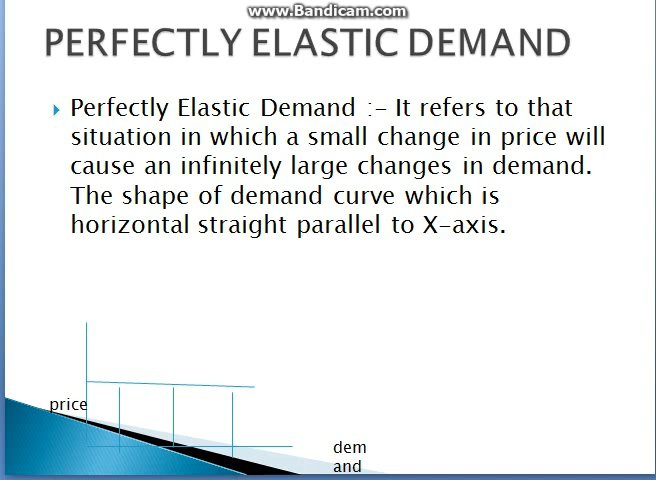 www.Bandicam.com
PERFECTLY ELASTIC DEMAND
Perfectly Elastic Demand :- It refers to that
situation in which a small change in price will
cause an infinitely large changes in demand.
The shape of demand curve which is
horizontal straight parallel to X-axis.
price
dem
and